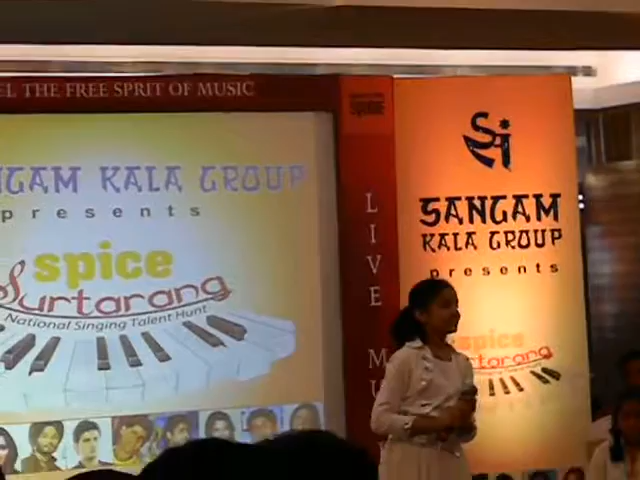 EL THE FREE SPRIT OF MUSIC
NGAM KALA GROUP
presents
spice
Surtarang
National Singing Talent Hunt
LIVE
SANGAM
KALA GROUP
presents
spice